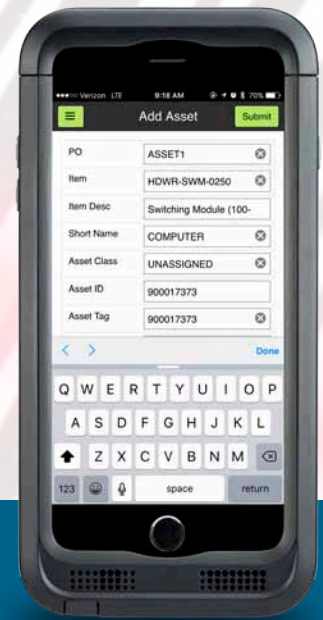 Verizon LTE 9:18 AM 70%
Add Asset Submit
PO ASSET1
Item HDWR-SWM-0250
Item Desc Switching Module (100-
Short Name COMPUTER
Asset Class UNASSIGNED
Asset ID 900017373
Asset Tag 900017373
Done
Q W E R T Y U I O P
A S D F G H J K L
Z X C V B N M
123 space return